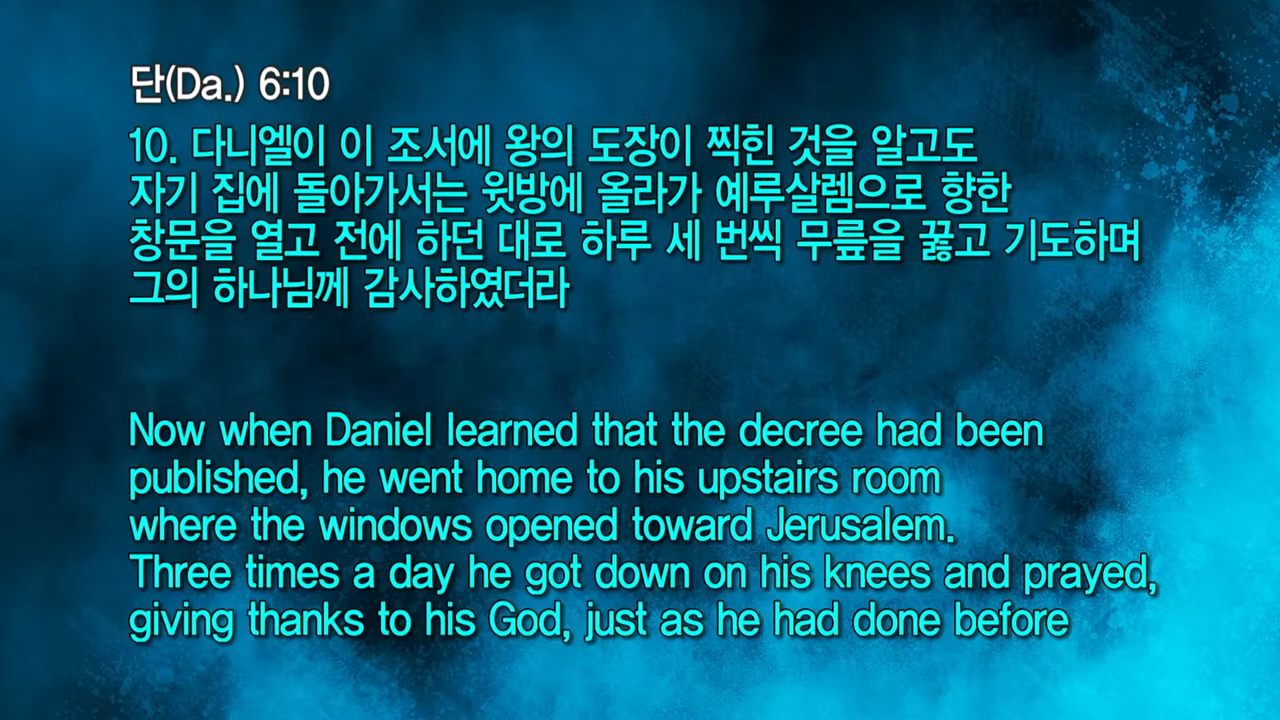 단(Da.) 6:10
10. 다니엘이 이 조서에 왕의 도장이 찍힌 것을 알고도
자기 집에 돌아가서는 윗방에 올라가 예루살렘으로 향한
창문을 열고 전에 하던 대로 하루 세 번씩 무릎을 꿇고 기도하며
그의 하나님께 감사하였더라
Now when Daniel learned that the decree had been
published, he went home to his upstairs room
where the windows opened toward Jerusalem.
Three times a day he got down on his knees and prayed,
giving thanks to his God, just as he had done before